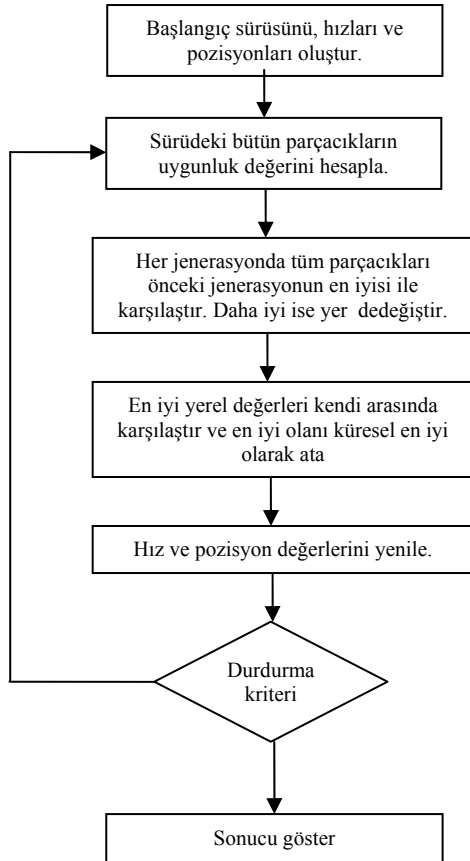 Başlangıç sürüsünü, hızları ve
pozisyonları oluştur.
Sürüdeki bütün parçacıkların
uygunluk değerini hesapla.
Her jenerasyonda tüm parçacıkları
önceki jenerasyonun en iyisi ile
karşılaştır. Daha iyi ise yer dedeğiştir.
En iyi yerel değerleri kendi arasında
karşılaştır ve en iyi olanı küresel en iyi
olarak ata
Hız ve pozisyon değerlerini yenile.
Durdurma
kriteri
Sonucu göster